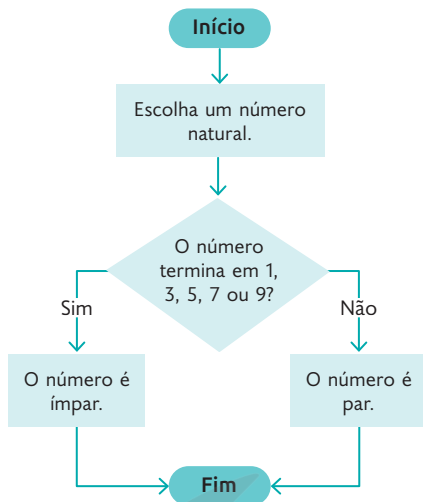 Início
Escolha um número
natural.
O número
termina em 1,
3, 5, 7 ou 9?
Sim
Não
O número é
ímpar.
O número é
par.
Fim